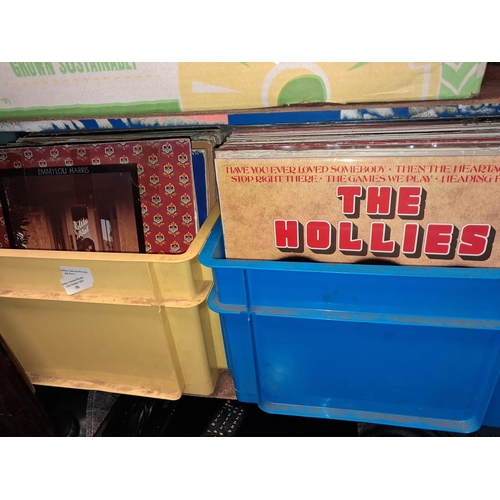 GROWN SUSTAINABLY
EMMYLOU HARRIS
HAVE YOU EVER LOVED SOMEBODY · THEN THE HEARTA
STOP RIGHT THERE · THE GAMES WE PLAY · HEADING F
THE
HOLLIES